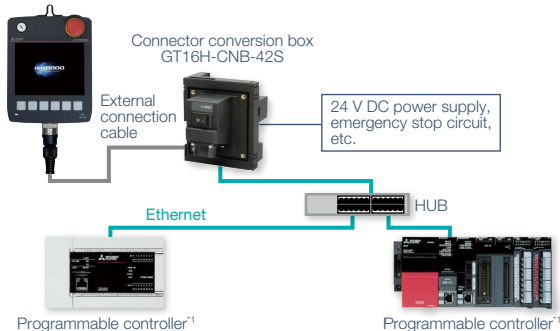 Connector conversion box
GT16H-CNB-42S
External
connection
cable
24 V DC power supply,
emergency stop circuit,
etc.
HUB
Ethernet
Programmable controller*1
Programmable controller*1